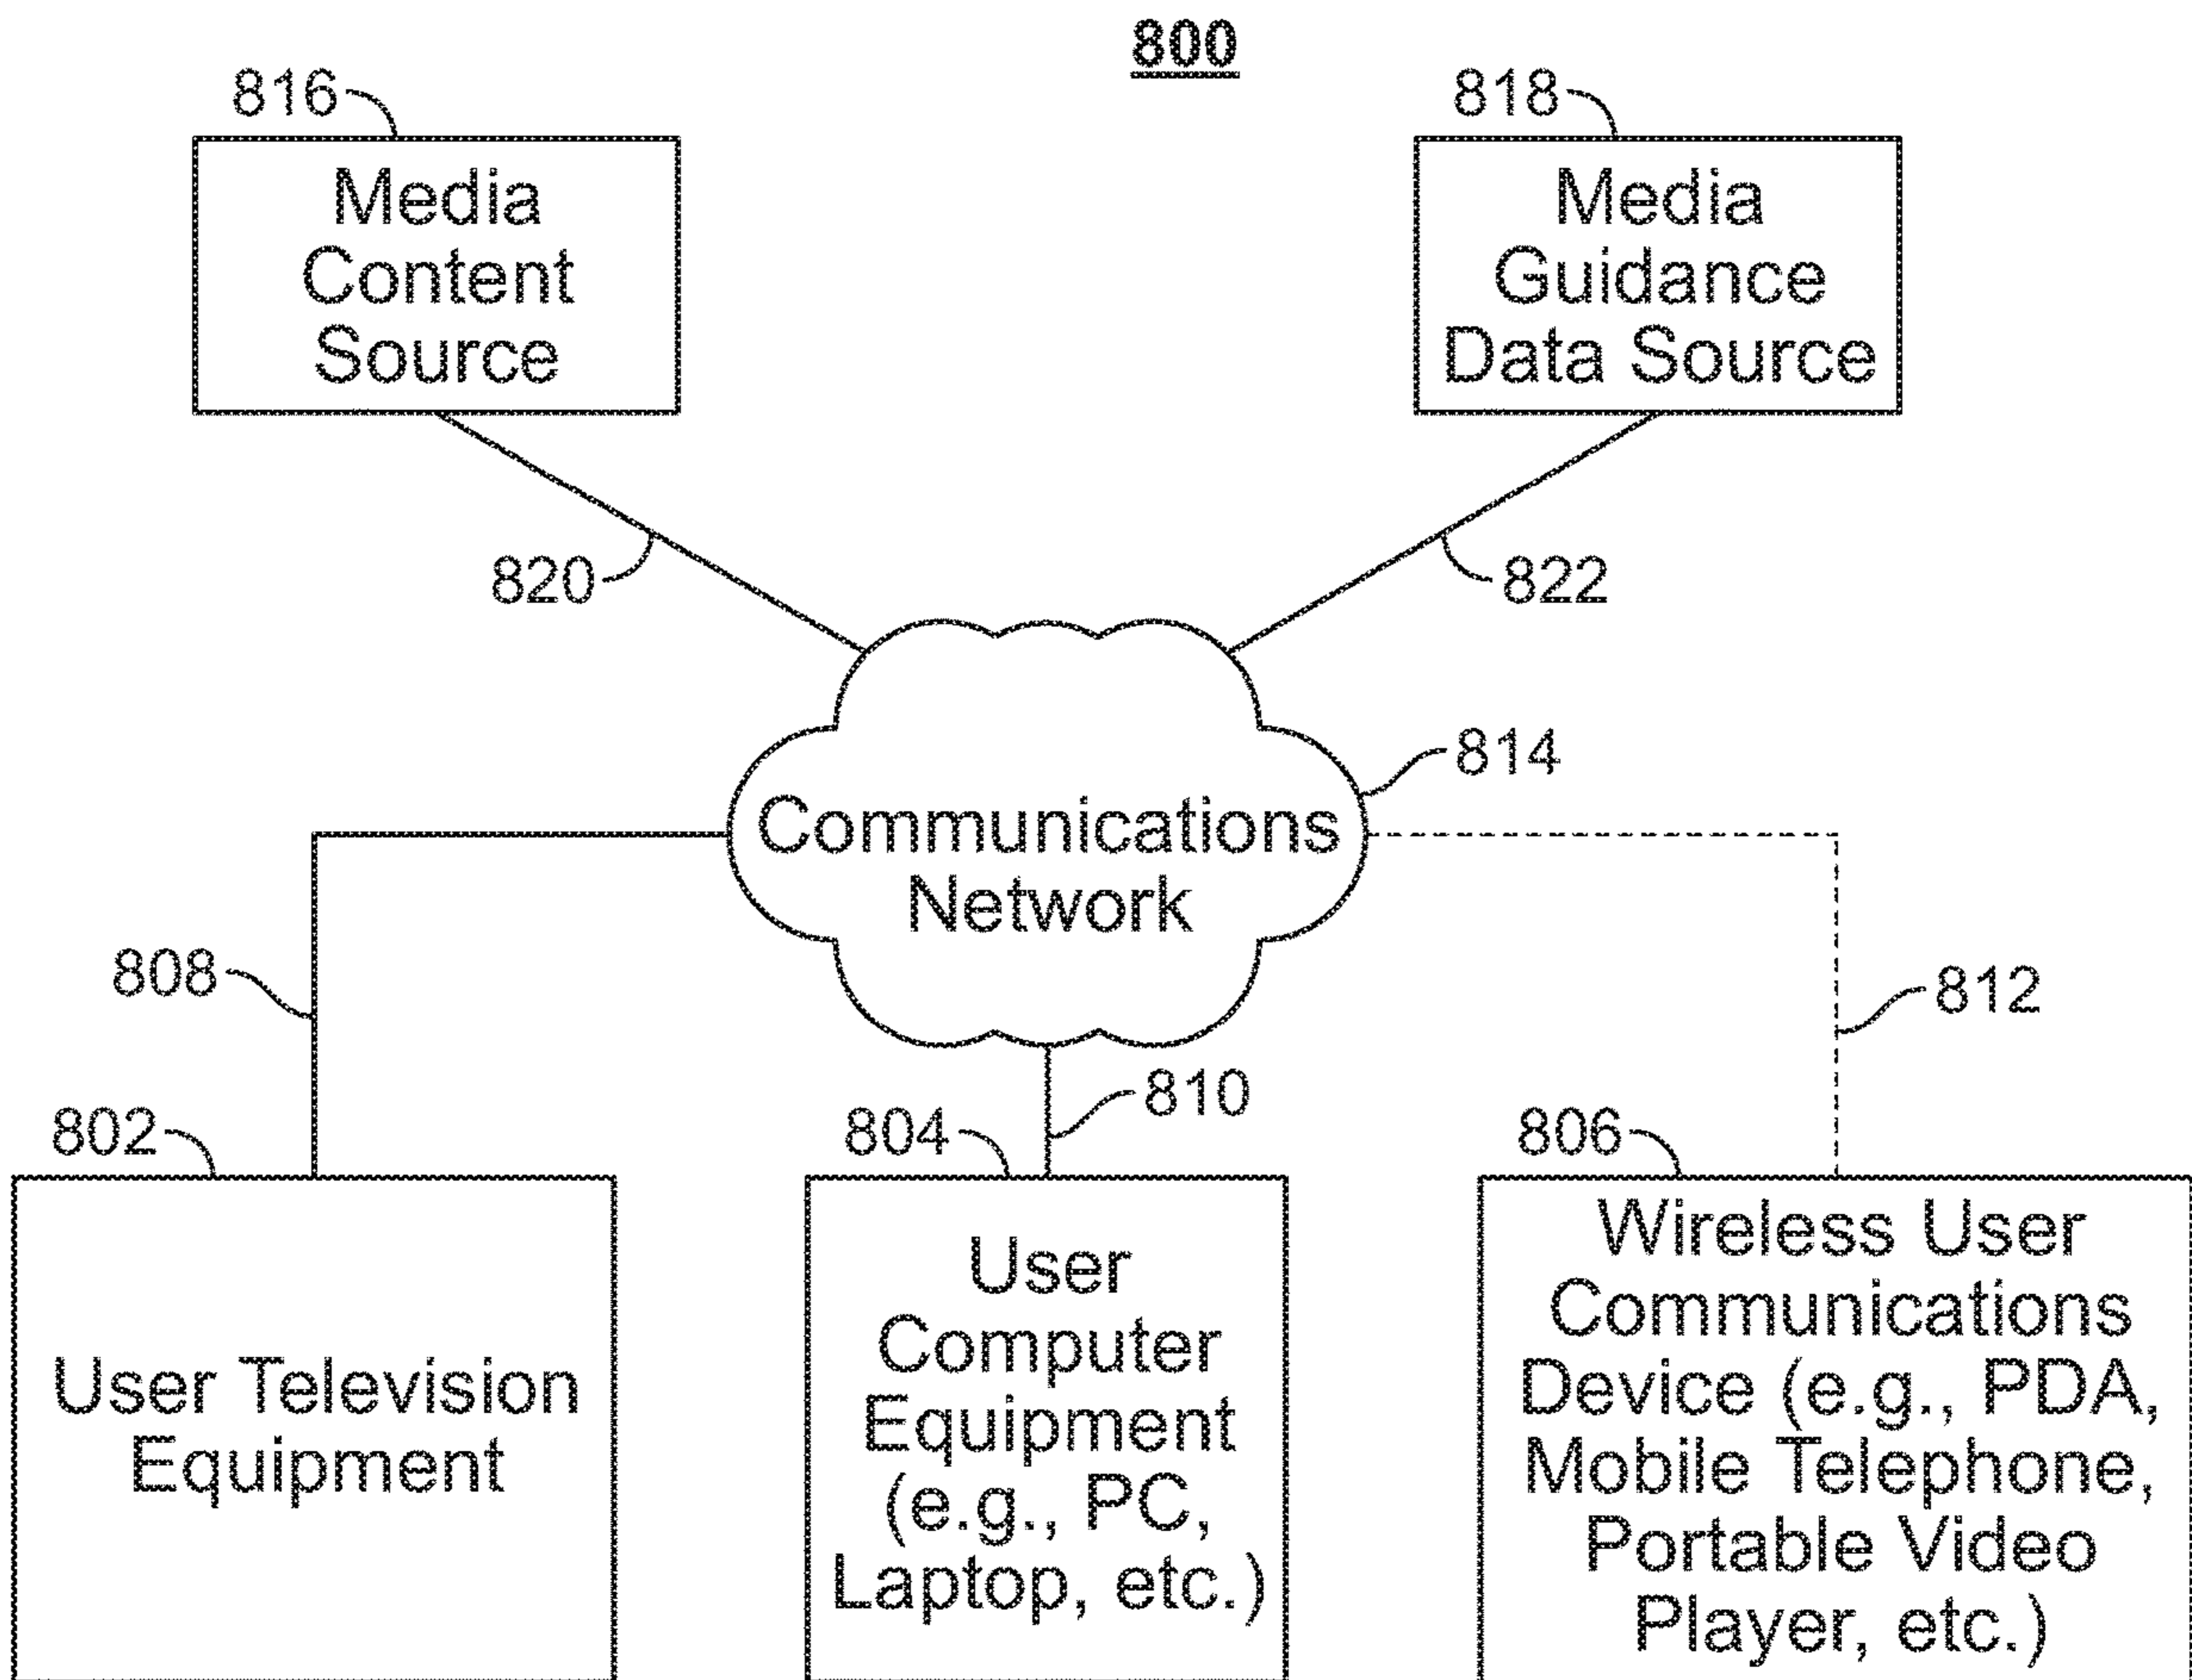 800
816
818
Media
Content
Source
Media
Guidance
Data Source
820
822
814
Communications
Network
808
812
810
802
804
806
User Television
Equipment
User
Computer
Equipment
(e.g., PC,
Laptop, etc.)
Wireless User
Communications
Device (e.g., PDA,
Mobile Telephone,
Portable Video
Player, etc.)